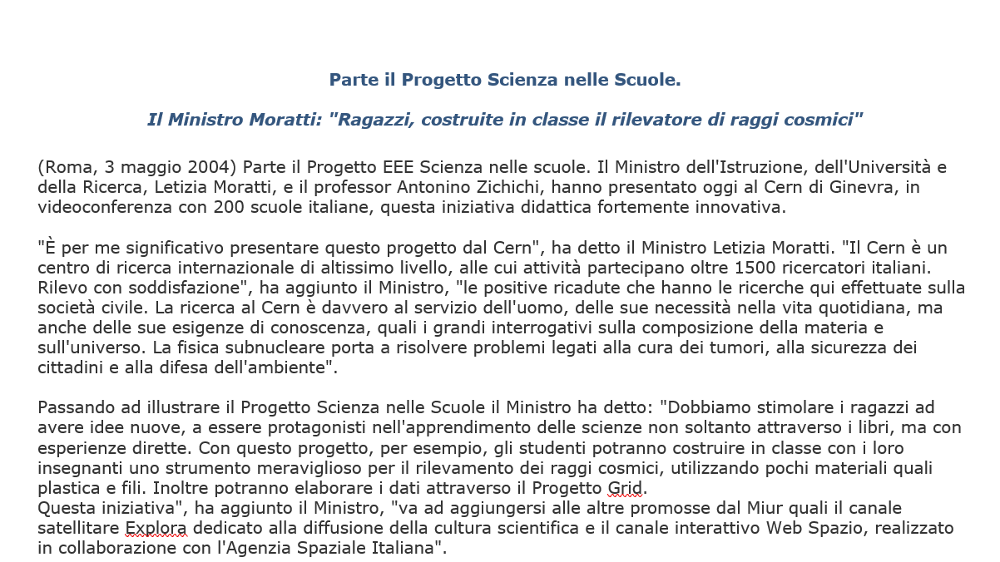 Parte il Progetto Scienza nelle Scuole.
Il Ministro Moratti: "Ragazzi, costruite in classe il rilevatore di raggi cosmici"
(Roma, 3 maggio 2004) Parte il Progetto EEE Scienza nelle scuole. Il Ministro dell'Istruzione, dell'Università e
della Ricerca, Letizia Moratti, e il professor Antonino Zichichi, hanno presentato oggi al Cern di Ginevra, in
videoconferenza con 200 scuole italiane, questa iniziativa didattica fortemente innovativa.
"È per me significativo presentare questo progetto dal Cern", ha detto il Ministro Letizia Moratti. "Il Cern è un
centro di ricerca internazionale di altissimo livello, alle cui attività partecipano oltre 1500 ricercatori italiani.
Rilevo con soddisfazione", ha aggiunto il Ministro, "le positive ricadute che hanno le ricerche qui effettuate sulla
società civile. La ricerca al Cern è davvero al servizio dell'uomo, delle sue necessità nella vita quotidiana, ma
anche delle sue esigenze di conoscenza, quali i grandi interrogativi sulla composizione della materia e
sull'universo. La fisica subnucleare porta a risolvere problemi legati alla cura dei tumori, alla sicurezza dei
cittadini e alla difesa dell'ambiente".
Passando ad illustrare il Progetto Scienza nelle Scuole il Ministro ha detto: "Dobbiamo stimolare i ragazzi ad
avere idee nuove, a essere protagonisti nell'apprendimento delle scienze non soltanto attraverso i libri, ma con
esperienze dirette. Con questo progetto, per esempio, gli studenti potranno costruire in classe con i loro
insegnanti uno strumento meraviglioso per il rilevamento dei raggi cosmici, utilizzando pochi materiali quali
plastica e fili. Inoltre potranno elaborare i dati attraverso il Progetto Grid.
Questa iniziativa", ha aggiunto il Ministro, "va ad aggiungersi alle altre promosse dal Miur quali il canale
satellitare Explora dedicato alla diffusione della cultura scientifica e il canale interattivo Web Spazio, realizzato
in collaborazione con l'Agenzia Spaziale Italiana".